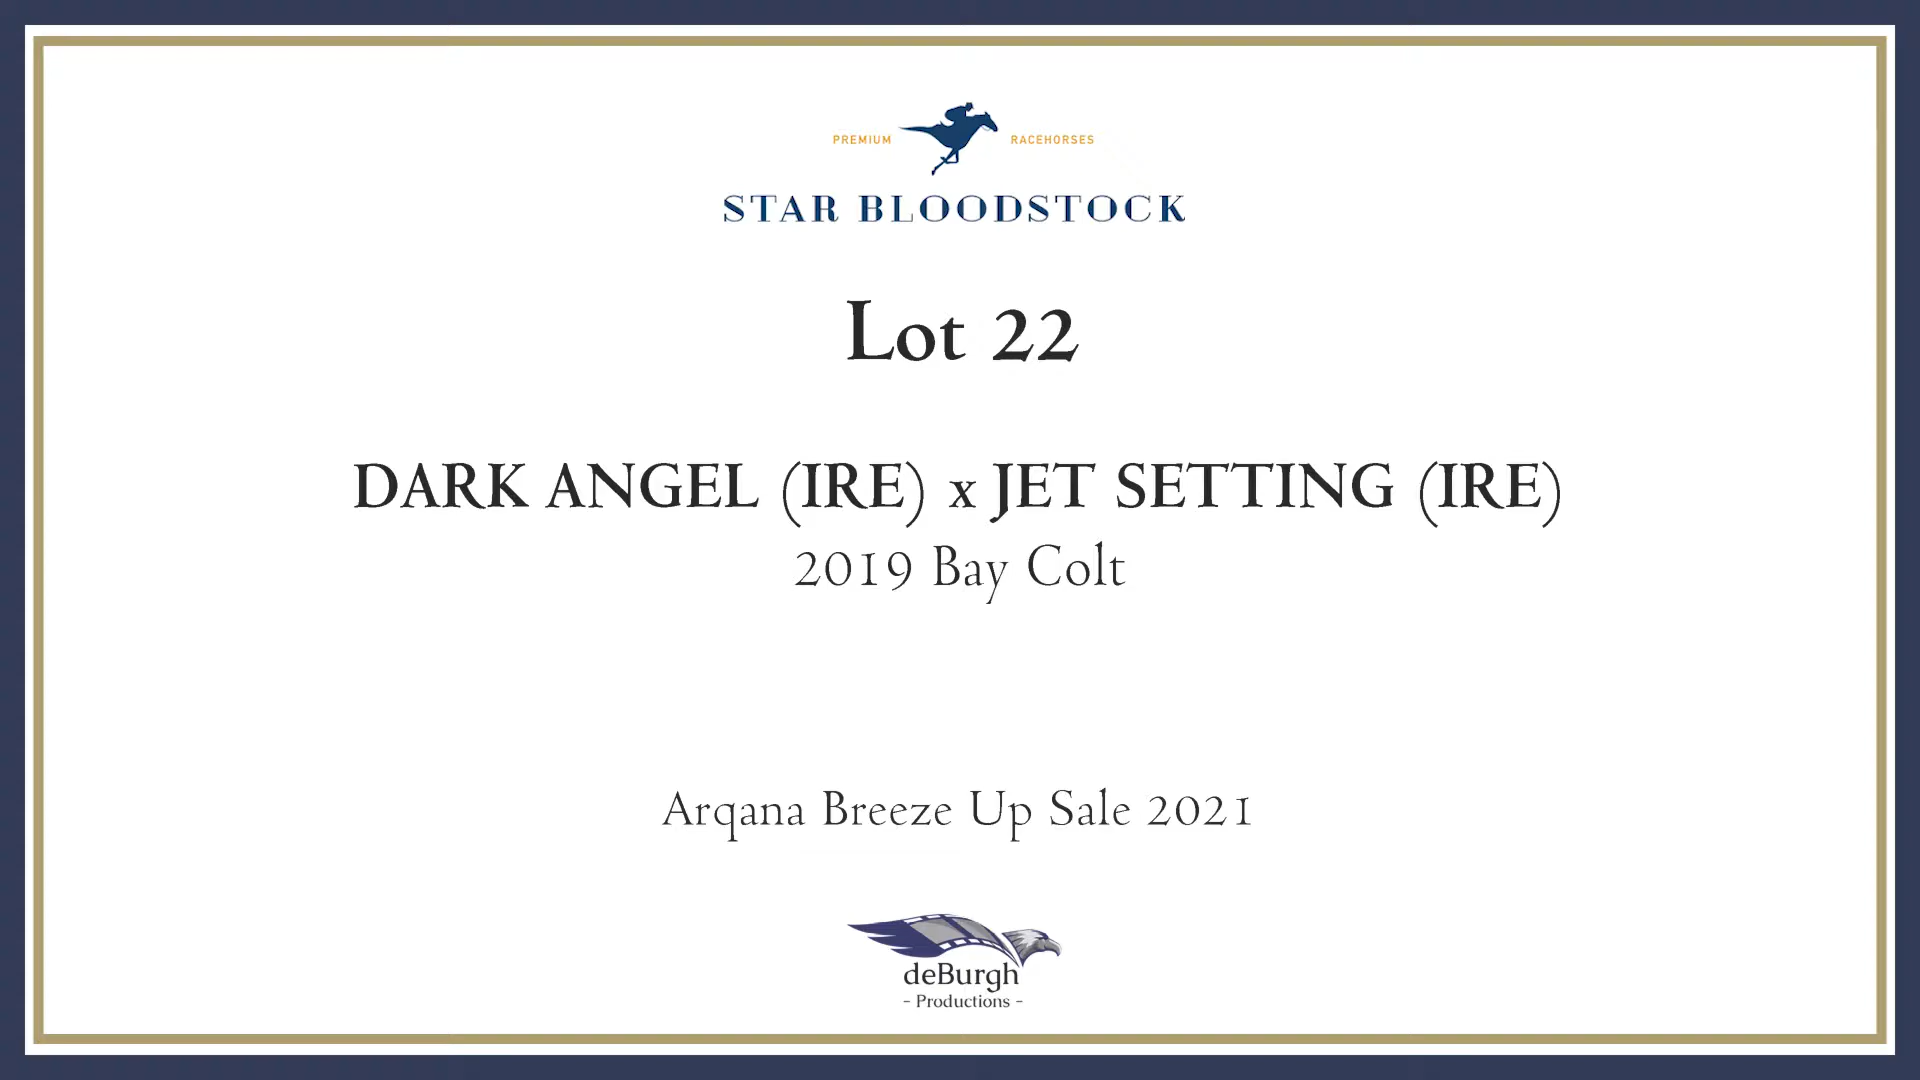 PREMIUM RACEHORSES
STAR BLOODSTOCK
Lot 22
DARK ANGEL (IRE) x JET SETTING (IRE)
2019 Bay Colt
Arqana Breeze Up Sale 2021
deBurgh
- Productions -